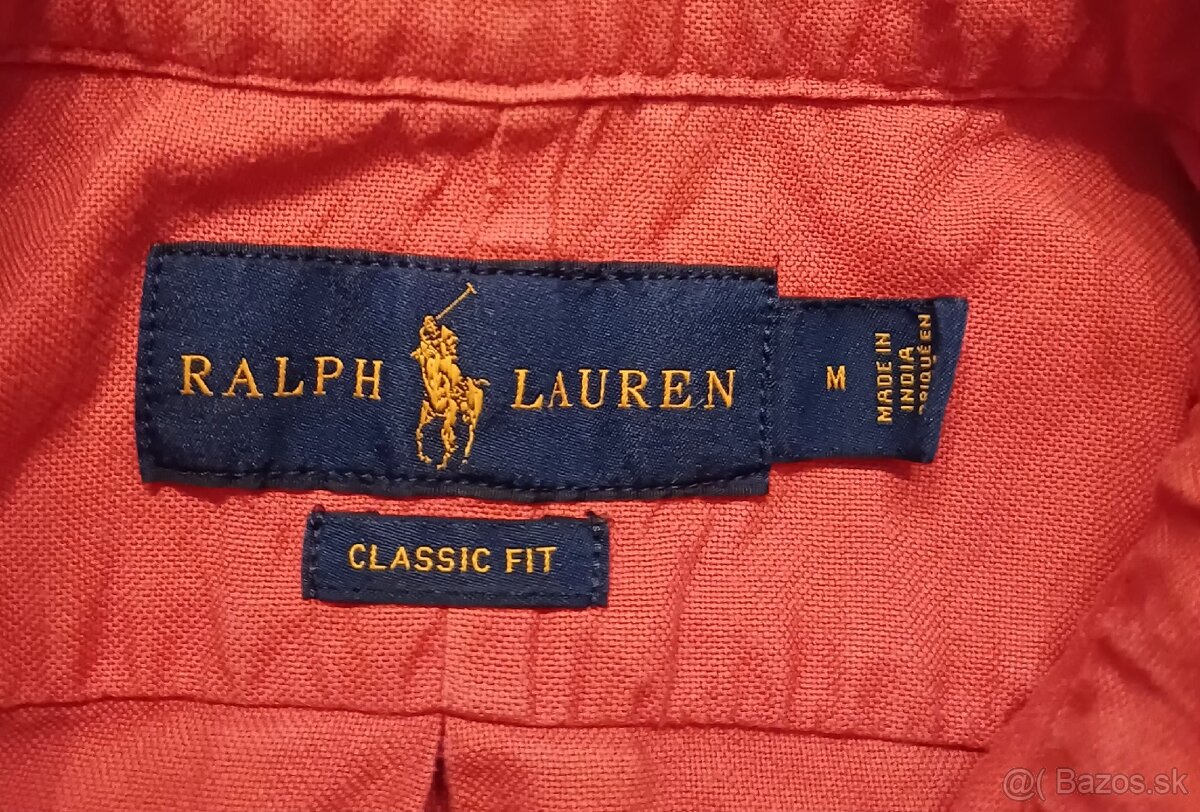 RALPH LAUREN
M
MADE IN
INDIA
CLASSIC FIT
@( Bazos.sk